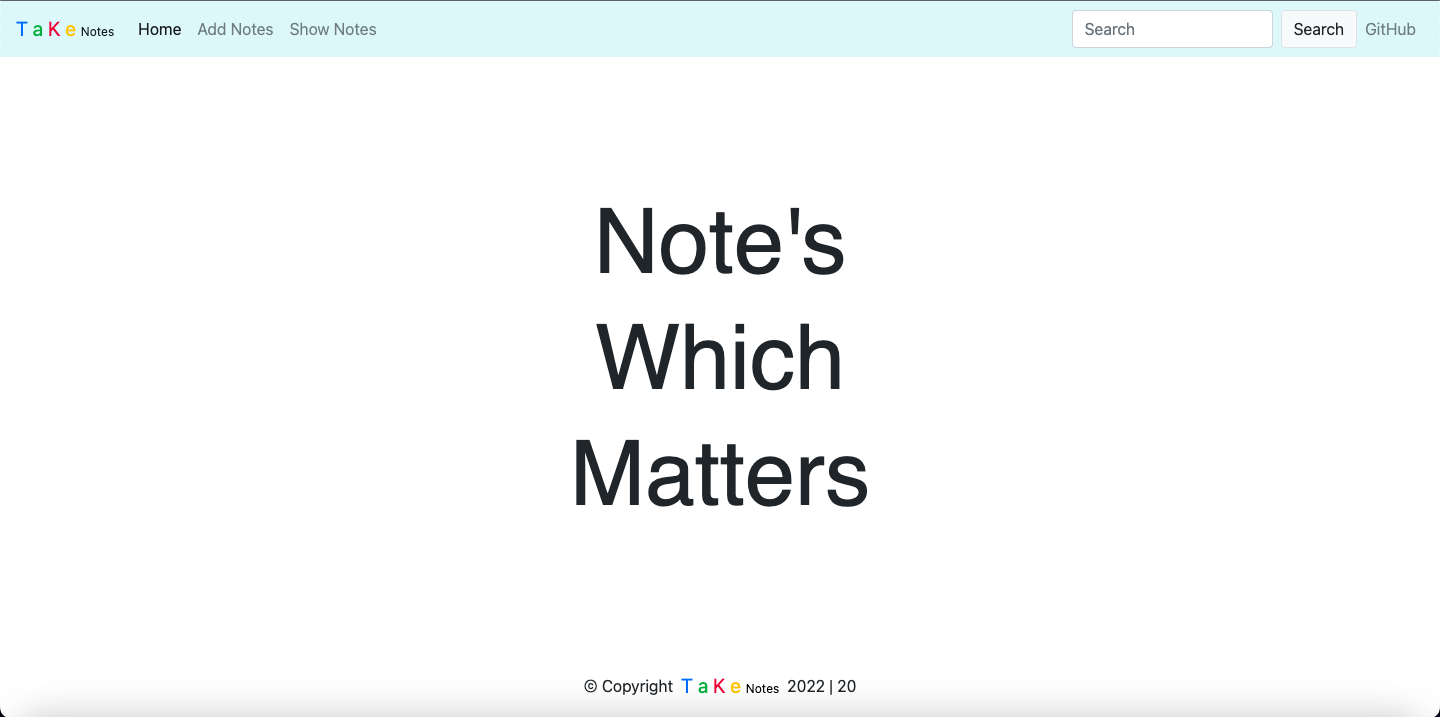 T a K e Notes Home Add Notes Show Notes Search Search GitHub
Note's
Which
Matters
© Copyright T a K e Notes 2022 | 20